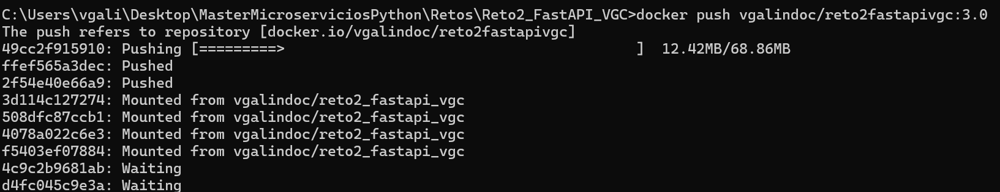 C:\Users\vgali\Desktop\MasterMicroserviciosPython\Retos\Reto2_FastAPI_VGC>docker push vgalindoc/reto2fastapivgc:3.0
The push refers to repository [docker.io/vgalindoc/reto2fastapivgc]
49cc2f915910: Pushing [=========>                                         ]  12.42MB/68.86MB
ffef565a3dec: Pushed
2f54e40e66a9: Pushed
3d114c127274: Mounted from vgalindoc/reto2_fastapi_vgc
508dfc87ccb1: Mounted from vgalindoc/reto2_fastapi_vgc
4078a022c6e3: Mounted from vgalindoc/reto2_fastapi_vgc
f5403ef07884: Mounted from vgalindoc/reto2_fastapi_vgc
4c9c2b9681ab: Waiting
d4fc045c9e3a: Waiting